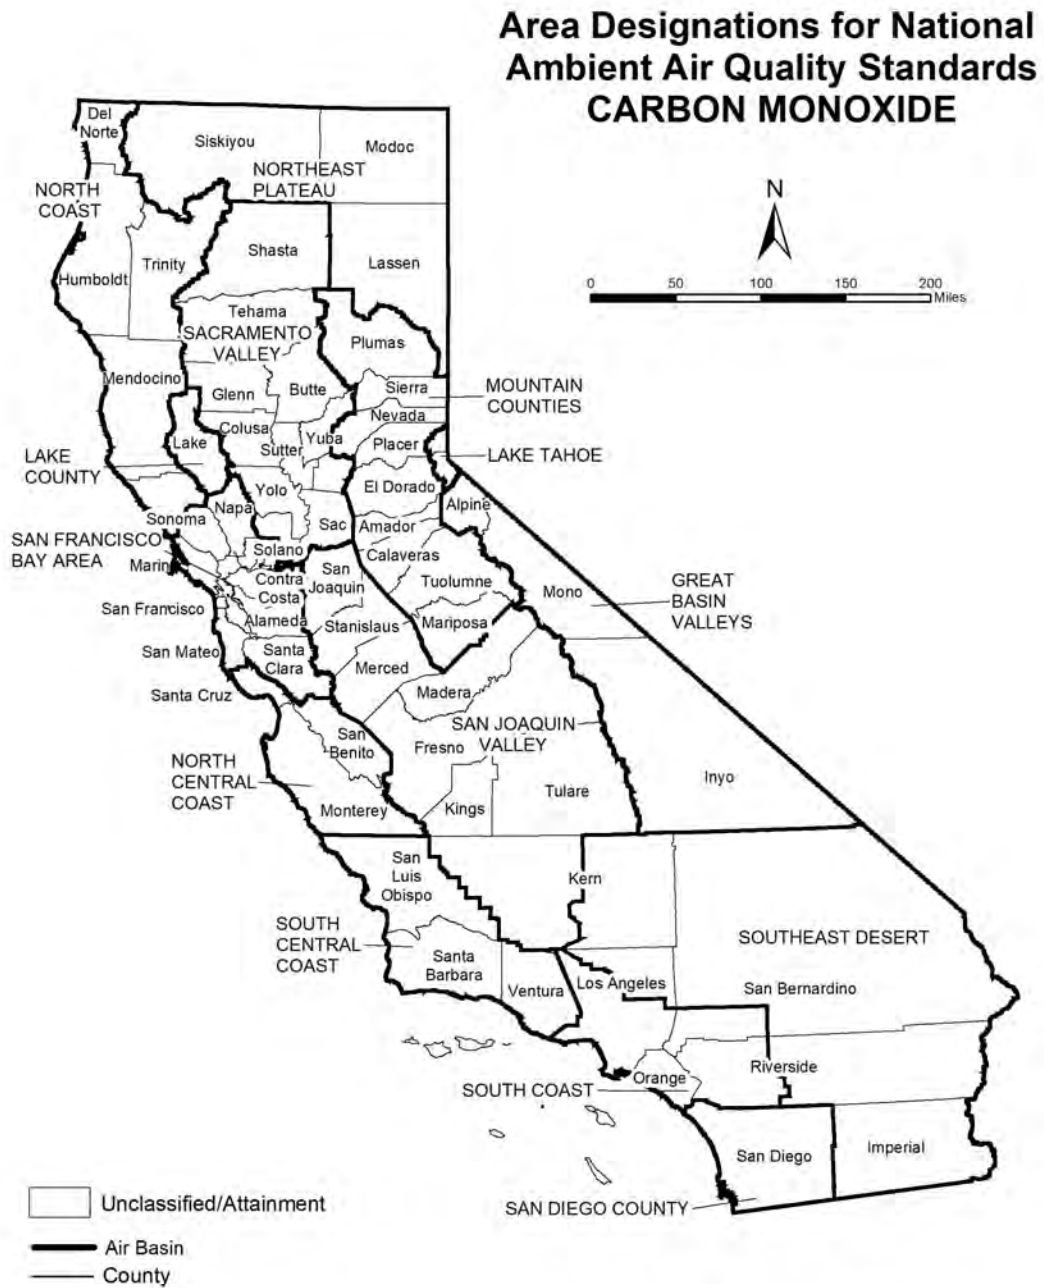 Area Designations for National
Ambient Air Quality Standards
CARBON MONOXIDE
Del
Norte
Siskiyou
Modoc
NORTHEAST
PLATEAU
NORTH
COAST
N
Shasta
Lassen
Trinity
Humboldt
0 50 100 150 200
Miles
Tehama
SACRAMENTO
VALLEY
Plumas
Mendocino
Glenn
Butte
Sierra
MOUNTAIN
COUNTIES
Nevada
Colusa
Yuba
Lake
Sutter
Placer
LAKE TAHOE
LAKE
COUNTY
Yolo
El Dorado
Alpine
Napa
Sonoma
Sac
Amador
SAN FRANCISCO
BAY AREA
Solano
Calaveras
Marin
Contra
Costa
San
Joaquin
Tuolumne
Mono
GREAT
BASIN
VALLEYS
San Francisco
Alameda
Stanislaus
Mariposa
San Mateo
Santa
Clara
Merced
Santa Cruz
Madera
SAN JOAQUIN
VALLEY
San
Benito
Fresno
NORTH
CENTRAL
COAST
Inyo
Monterey
Kings
Tulare
San
Luis
Obispo
Kern
SOUTH
CENTRAL
COAST
SOUTHEAST DESERT
Santa
Barbara
Ventura
Los Angeles
San Bernardino
Riverside
Orange
SOUTH COAST
San Diego
Imperial
SAN DIEGO COUNTY
Unclassified/Attainment
Air Basin
County